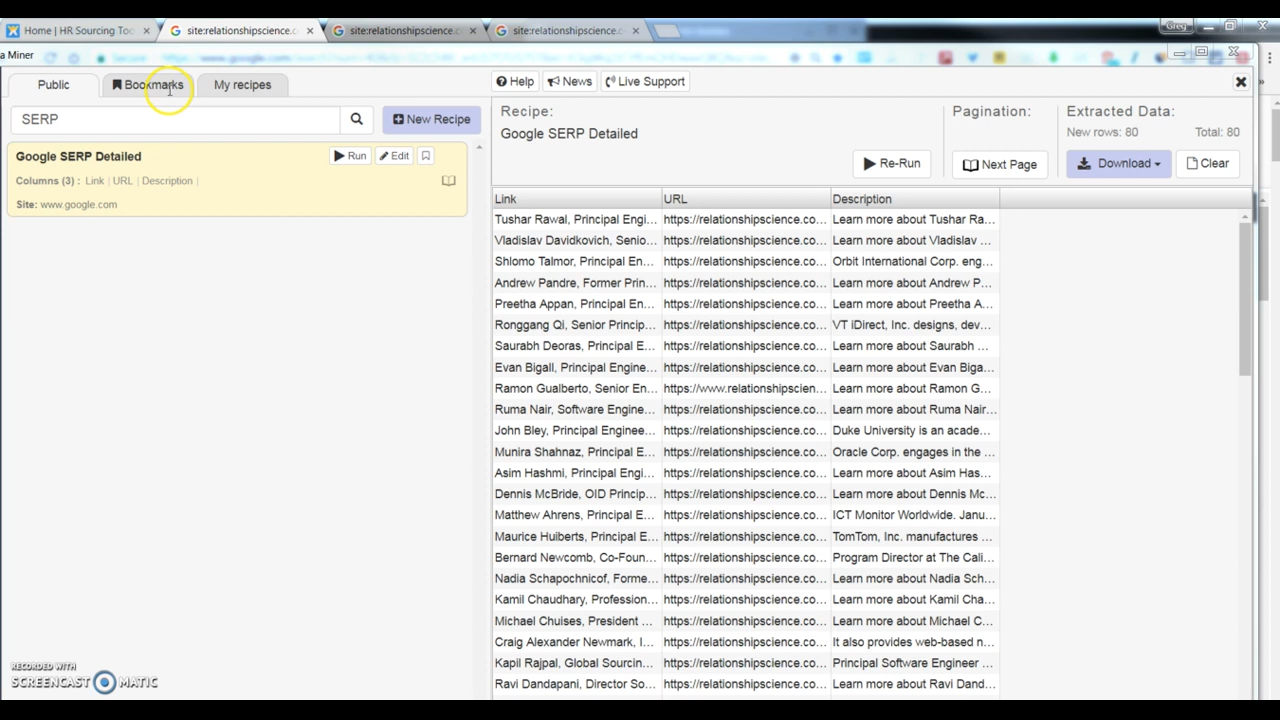 Home | HR Sourcing Too
site:relationshipscience.c
site:relationshipscience.c
site:relationshipscience.c
Greg
a Miner
Public
Bookmarks
My recipes
Help
News
Live Support
SERP
New Recipe
Recipe:
Google SERP Detailed
Pagination:
Extracted Data:
New rows: 80
Total: 80
Re-Run
Next Page
Download
Clear
Google SERP Detailed
Run
Edit
Columns (3) : Link | URL | Description |
Site: www.google.com
Link URL Description
Tushar Rawal, Principal Engi... https://relationshipscience.co... Learn more about Tushar Ra...
Vladislav Davidkovich, Senio... https://relationshipscience.co... Learn more about Vladislav ...
Shlomo Talmor, Principal En... https://relationshipscience.co... Orbit International Corp. eng...
Andrew Pandre, Former Prin... https://relationshipscience.co... Learn more about Andrew P...
Preetha Appan, Principal En... https://relationshipscience.co... Learn more about Preetha A...
Ronggang Qi, Senior Princip... https://relationshipscience.co... VT iDirect, Inc. designs, dev...
Saurabh Deoras, Principal E... https://relationshipscience.co... Learn more about Saurabh ...
Evan Bigall, Principal Engine... https://relationshipscience.co... Learn more about Evan Biga...
Ramon Gualberto, Senior En... https://www.relationshipscien... Learn more about Ramon G...
Ruma Nair, Software Engine... https://relationshipscience.co... Learn more about Ruma Nair...
John Bley, Principal Enginee... https://relationshipscience.co... Duke University is an acade...
Munira Shahnaz, Principal E... https://relationshipscience.co... Oracle Corp. engages in the ...
Asim Hashmi, Principal Engi... https://relationshipscience.co... Learn more about Asim Has...
Dennis McBride, OID Princip... https://relationshipscience.co... Learn more about Dennis Mc...
Matthew Ahrens, Principal E... https://relationshipscience.co... ICT Monitor Worldwide. Janu...
Maurice Huiberts, Principal E... https://relationshipscience.co... TomTom, Inc. manufactures ...
Bernard Newcomb, Co-Foun... https://relationshipscience.co... Program Director at The Cali...
Nadia Schapochnicof, Forme... https://relationshipscience.co... Learn more about Nadia Sch...
Kamil Chaudhary, Profession... https://relationshipscience.co... Learn more about Kamil Cha...
Michael Chuises, President ... https://relationshipscience.co... Learn more about Michael C...
Craig Alexander Newmark, I... https://relationshipscience.co... It also provides web-based n...
Kapil Rajpal, Global Sourcin... https://relationshipscience.co... Principal Software Engineer ...
Ravi Dandapani, Director So... https://relationshipscience.co... Learn more about Ravi Dand...
RECORDED WITH
SCREENCAST MATIC